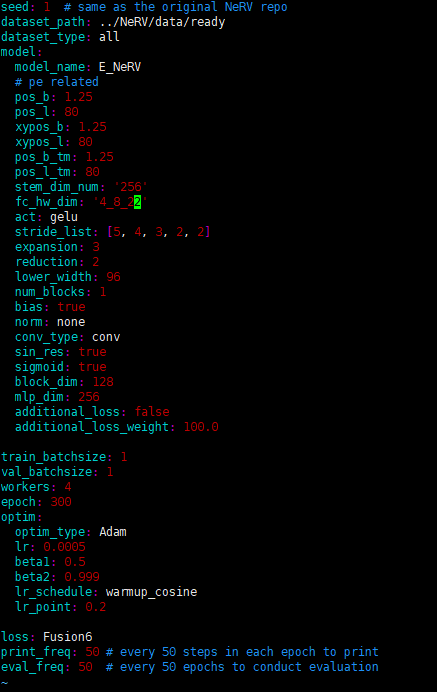 seed: 1  # same as the original NeRV repo
dataset_path: ../NeRV/data/ready
dataset_type: all
model:
  model_name: E_NeRV
  # pe related
  pos_b: 1.25
  pos_l: 80
  xypos_b: 1.25
  xypos_l: 80
  pos_b_tm: 1.25
  pos_l_tm: 80
  stem_dim_num: '256'
  fc_hw_dim: '4_8_22'
  act: gelu
  stride_list: [5, 4, 3, 2, 2]
  expansion: 3
  reduction: 2
  lower_width: 96
  num_blocks: 1
  bias: true
  norm: none
  conv_type: conv
  sin_res: true
  sigmoid: true
  block_dim: 128
  mlp_dim: 256
  additional_loss: false
  additional_loss_weight: 100.0

train_batchsize: 1
val_batchsize: 1
workers: 4
epoch: 300
optim:
  optim_type: Adam
  lr: 0.0005
  beta1: 0.5
  beta2: 0.999
  lr_schedule: warmup_cosine
  lr_point: 0.2

loss: Fusion6
print_freq: 50 # every 50 steps in each epoch to print
eval_freq: 50  # every 50 epochs to conduct evaluation
~